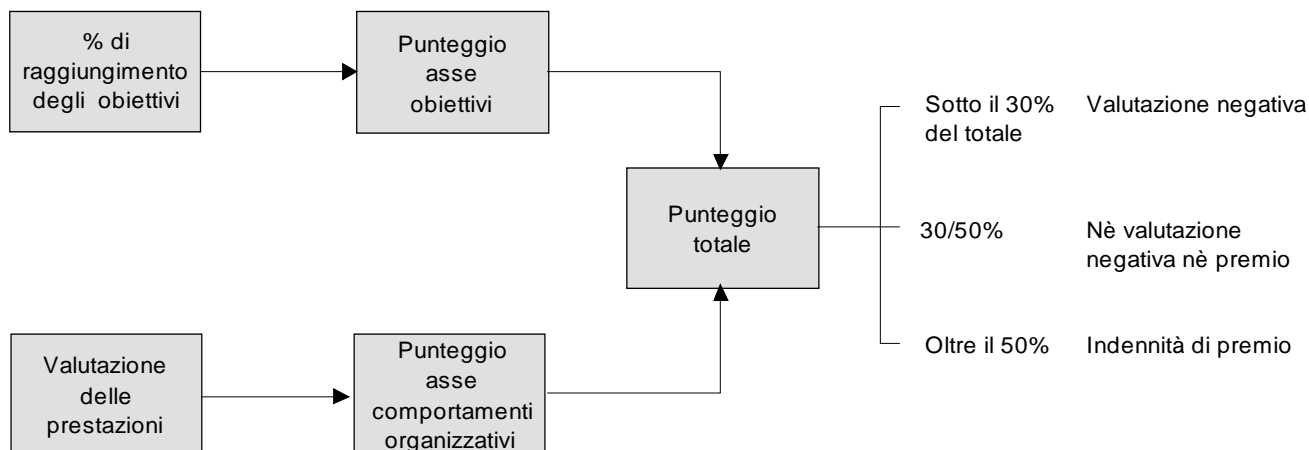 % di
raggiungimento
degli obiettivi
Punteggio
asse
obiettivi
Punteggio
totale
Sotto il 30% Valutazione negativa
del totale
30/50% Nè valutazione
negativa nè premio
Oltre il 50% Indennità di premio
Valutazione
delle
prestazioni
Punteggio
asse
comportamenti
organizzativi